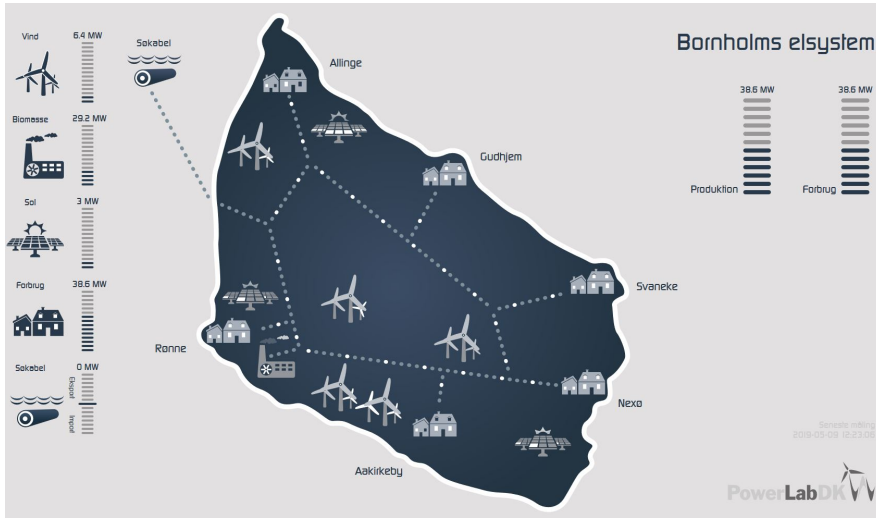 Bornholms elsystem
Vind
6.4 MW
Biomasse
29.2 MW
Sol
3 MW
Forbrug
38.6 MW
Søkabel
0 MW
Eksport
Import
Søkabel
Allinge
Gudhjem
Svaneke
Nexø
Aakirkeby
Rønne
38.6 MW
38.6 MW
Produktion
Forbrug
Seneste måling
2019-05-08 12:23:06
PowerLabDK